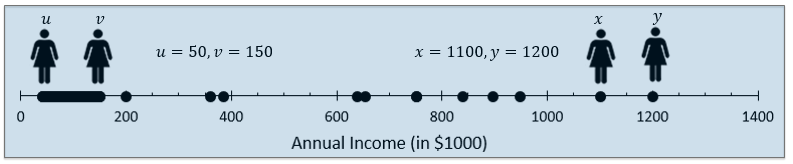 u v x y
u = 50, v = 150 x = 1100, y = 1200
0 200 400 600 800 1000 1200 1400
Annual Income (in $1000)